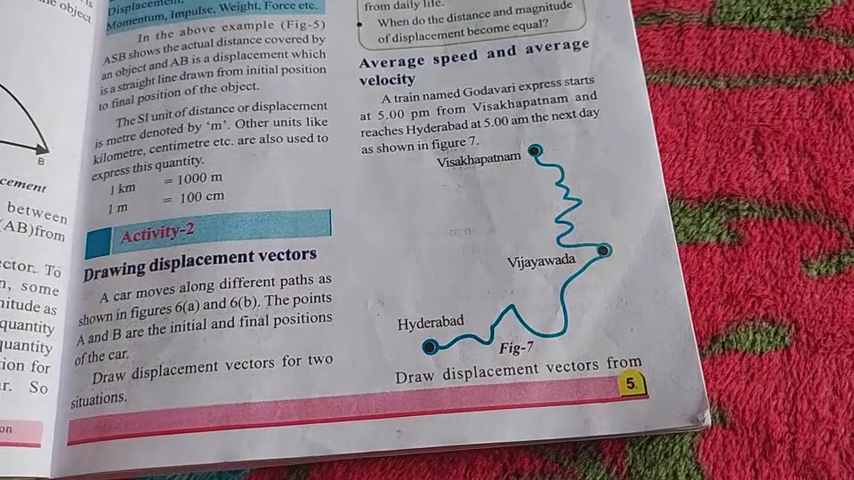 object
B
cement
between
(AB)from
ector. To
n, some
nitude as
quantity
quantity
ion for
r. So
on
Displacement,
Momentum, Impulse, Weight, Force etc.
In the above example (Fig-5)
ASB shows the actual distance covered by
an object and AB is a displacement which
is a straight line drawn from initial position
to final position of the object.
The SI unit of distance or displacement
is metre denoted by ‘m’. Other units like
kilometre, centimetre etc. are also used to
express this quantity.
1 km = 1000 m
1 m = 100 cm
Activity-2
Drawing displacement vectors
A car moves along different paths as
shown in figures 6(a) and 6(b). The points
A and B are the initial and final positions
of the car.
Draw displacement vectors for two
situations.
from daily life.
• When do the distance and magnitude
of displacement become equal?
Average speed and average
velocity
A train named Godavari express starts
at 5.00 pm from Visakhapatnam and
reaches Hyderabad at 5.00 am the next day
as shown in figure 7.
Visakhapatnam
Vijayawada
Hyderabad
Fig-7
Draw displacement vectors from
5